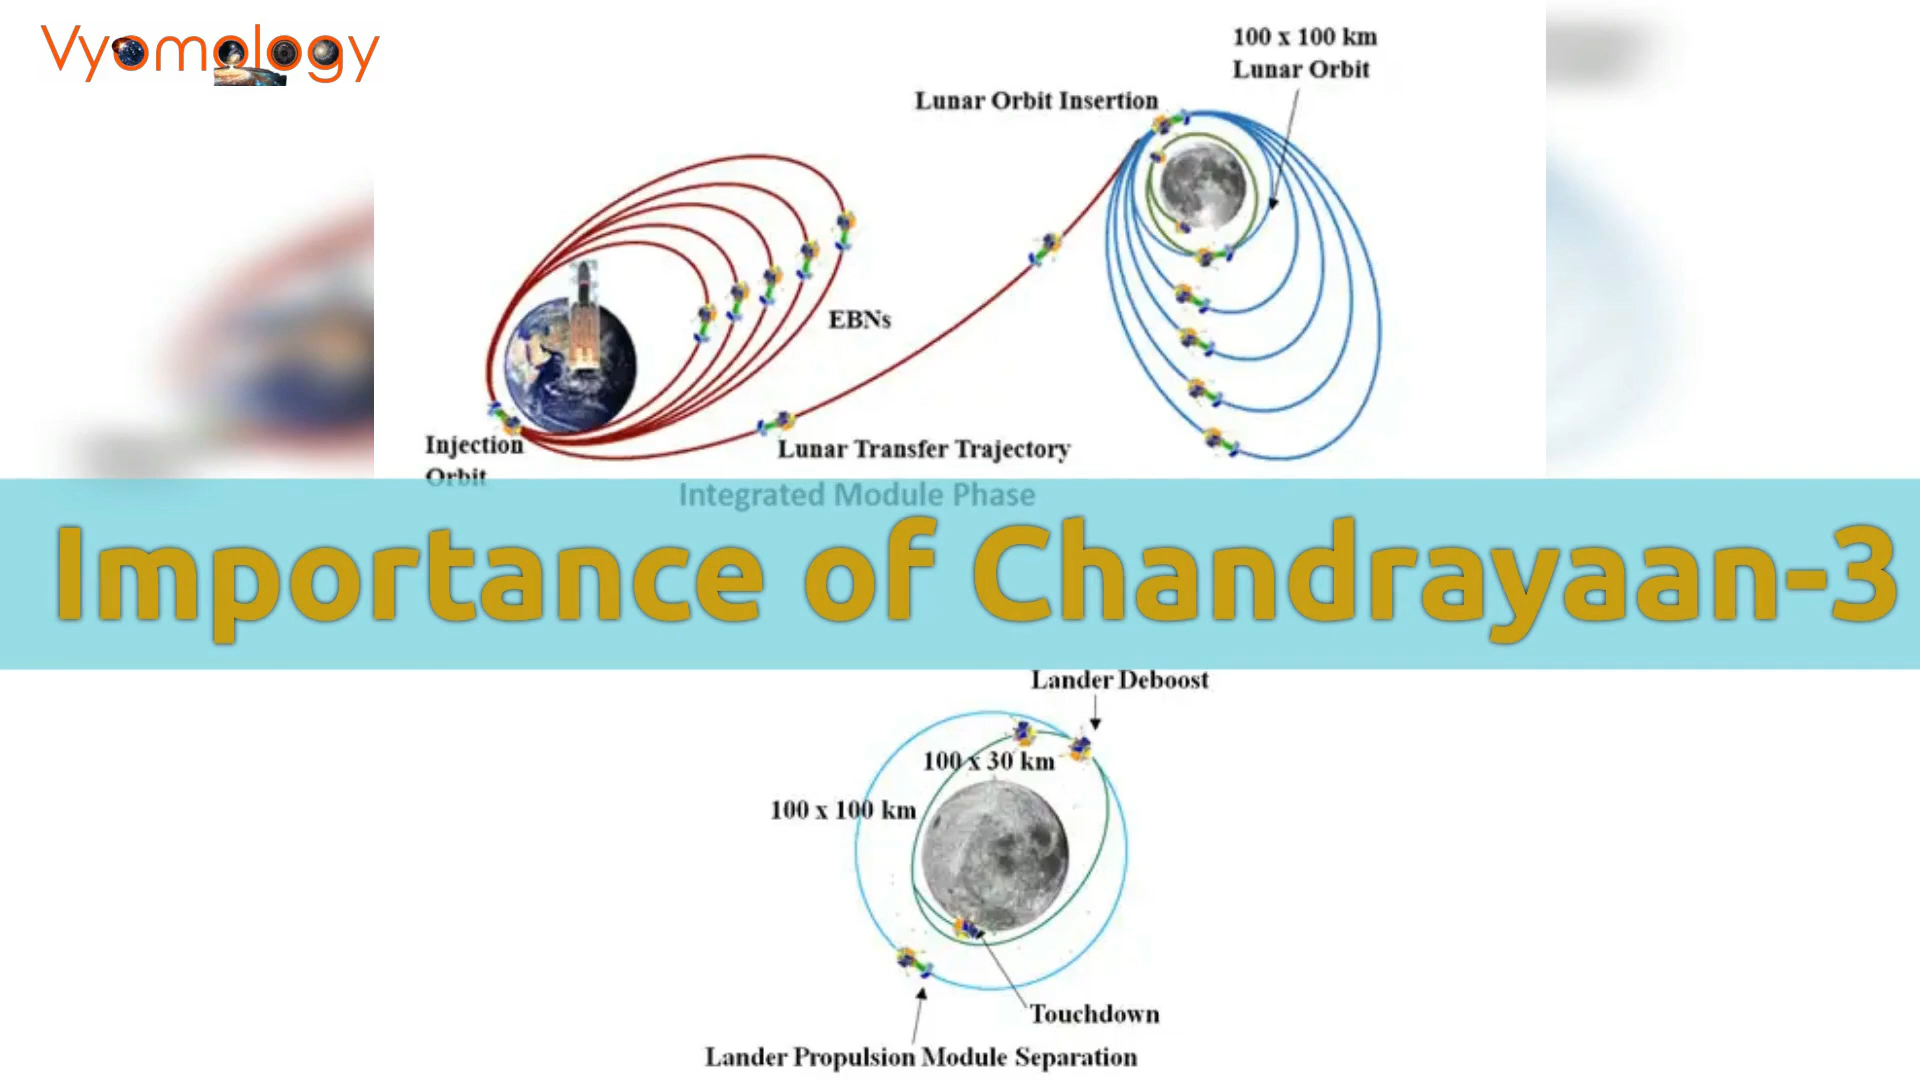 Vyomology
100 x 100 km
Lunar Orbit
Lunar Orbit Insertion
EBNs
Injection
Orbit
Lunar Transfer Trajectory
Integrated Module Phase
Importance of Chandrayaan-3
Lander Deboost
100 x 30 km
100 x 100 km
Touchdown
Lander Propulsion Module Separation